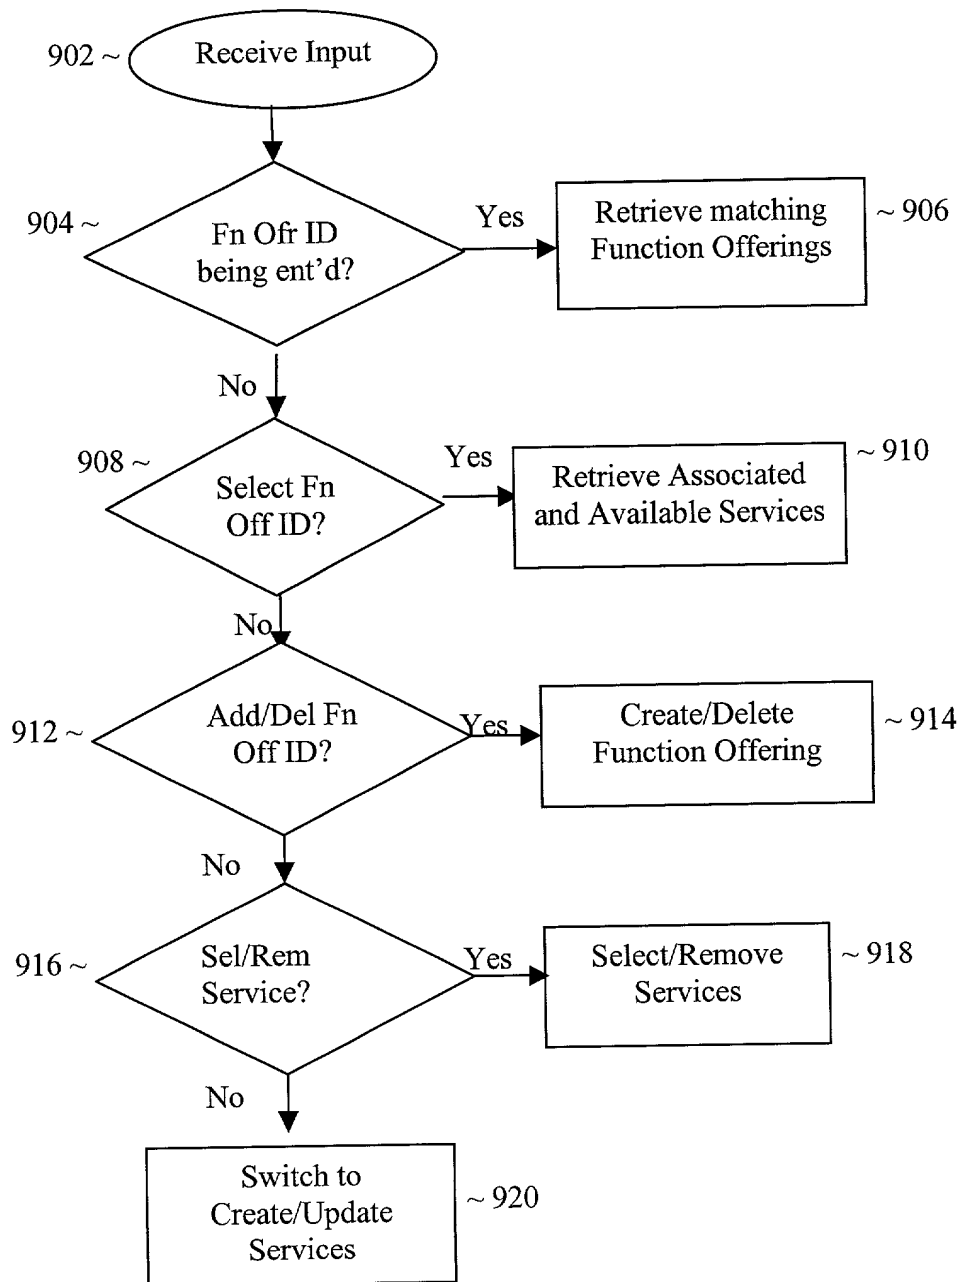 902 ~
Receive Input
904 ~
Fn Ofr ID
being ent'd?
Yes
Retrieve matching
Function Offerings
~ 906
No
908 ~
Select Fn
Off ID?
Yes
Retrieve Associated
and Available Services
~ 910
No
912 ~
Add/Del Fn
Off ID?
Yes
Create/Delete
Function Offering
~ 914
No
916 ~
Sel/Rem
Service?
Yes
Select/Remove
Services
~ 918
No
Switch to
Create/Update
Services
~ 920